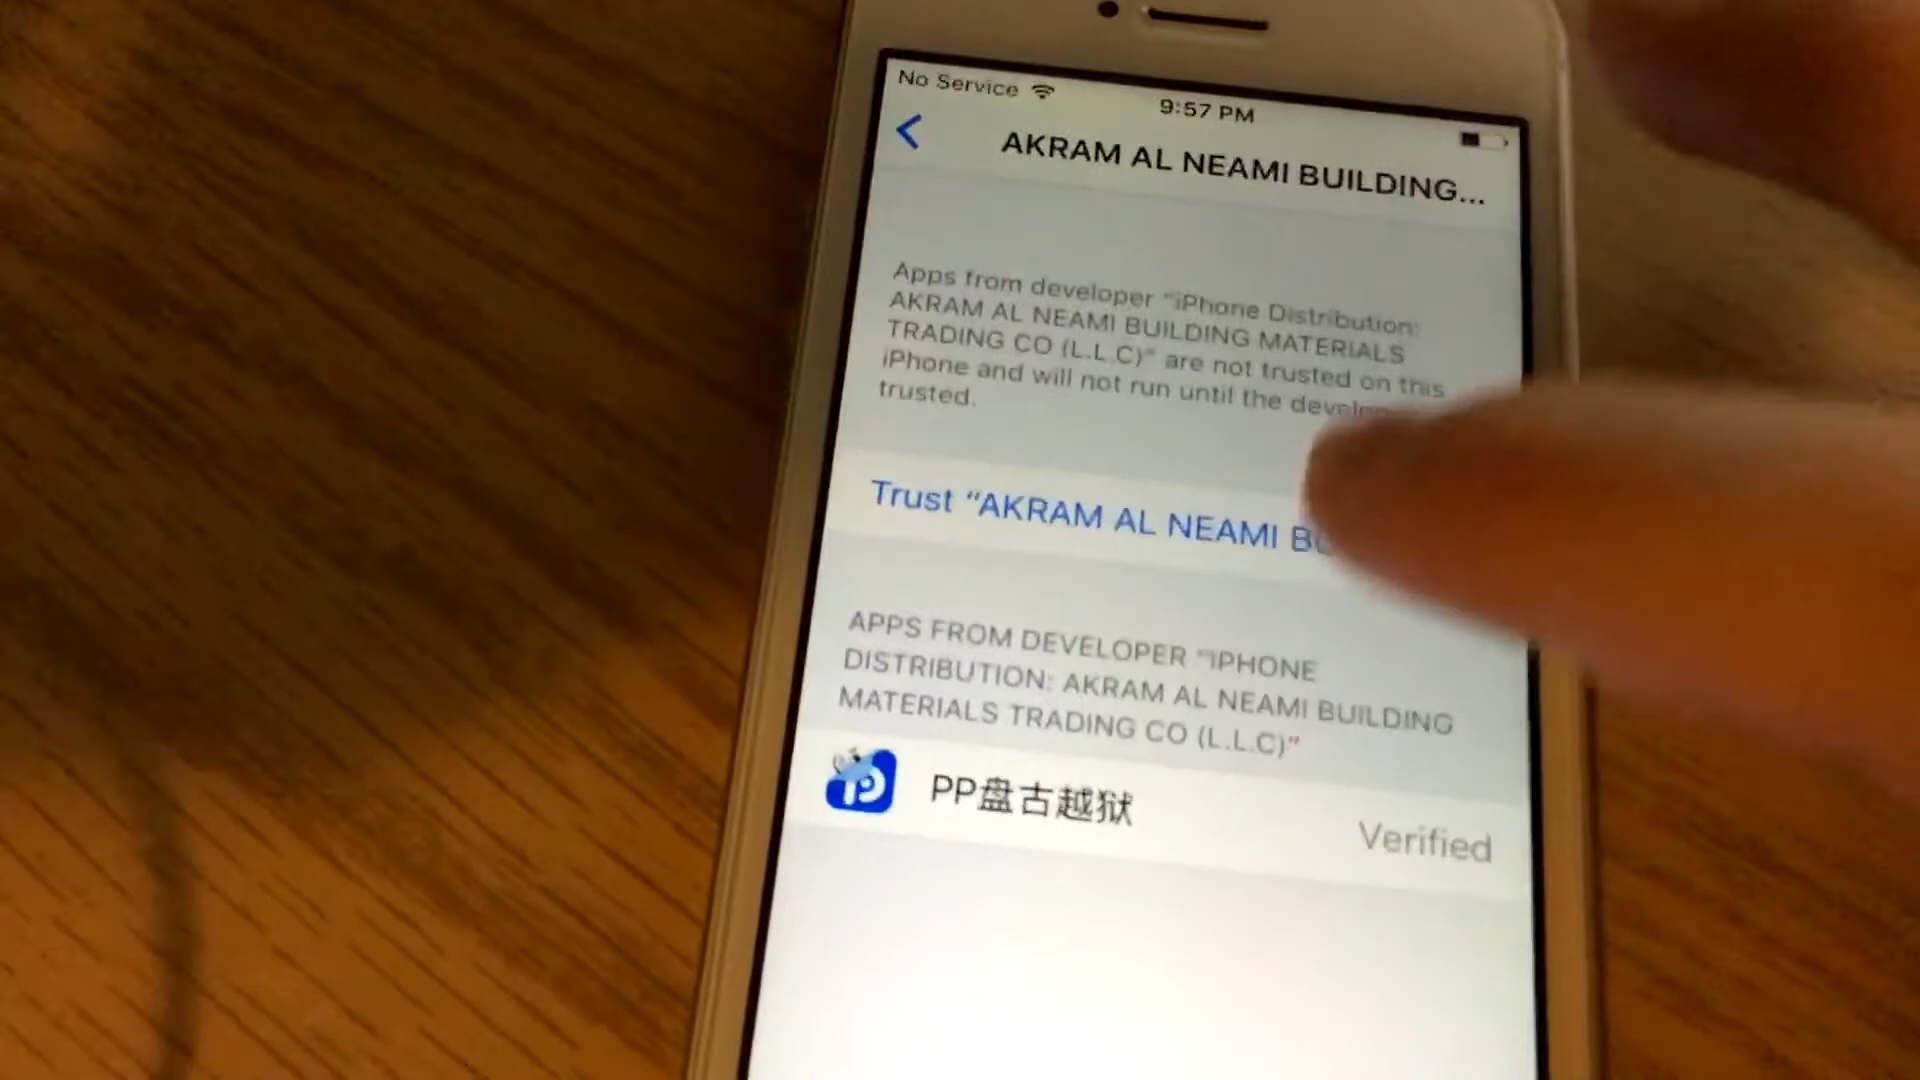 No Service
9:57 PM
AKRAM AL NEAMI BUILDING...
Apps from developer “iPhone Distribution:
AKRAM AL NEAMI BUILDING MATERIALS
TRADING CO (L.L.C)” are not trusted on this
iPhone and will not run until the
trusted.
Trust “AKRAM AL NEAMI
APPS FROM DEVELOPER “IPHONE
DISTRIBUTION: AKRAM AL NEAMI BUILDING
MATERIALS TRADING CO (L.L.C)”
PP盘古越狱
Verified